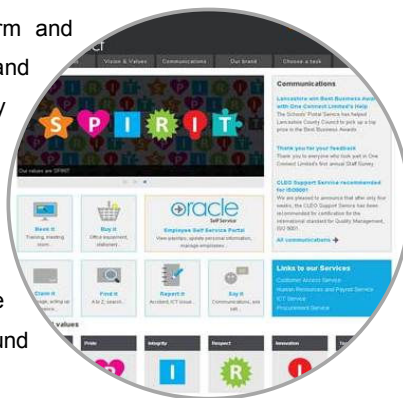 rm and
and
y
e
und
Vision & Values Communications Our brand Choose a task
SPIRIT
Our values are SPIRIT
Communications
Lancashire win Best Business Award
with One Connect Limited's Help
The Schools' Portal Service has helped
Lancashire County Council to pick up a top
prize in the Best Business Awards
Thank you for your feedback
Thank you to everyone who took part in One
Connect Limited's first annual Staff Survey
CLEO Support Service recommended
for ISO9001
We are pleased to announce that after only five
weeks, the CLEO Support Service has been
recommended for certification for the
international standard for Quality Management,
ISO 9001.
All communications
Book it
Training, meeting
room...
Buy it
Office equipment,
stationery...
oracle
SelfService
Employee Self Service Portal
View payslips, update personal information,
manage employees...
Claim it
Find it
A to Z, search...
Report it
Accident, ICT issue...
Say it
Communications, we
talk...
Links to our Services
Customer Access Service
Human Resources and Payroll Service
ICT Service
Procurement Service
values
Pride Integrity Respect Innovation
P I R I